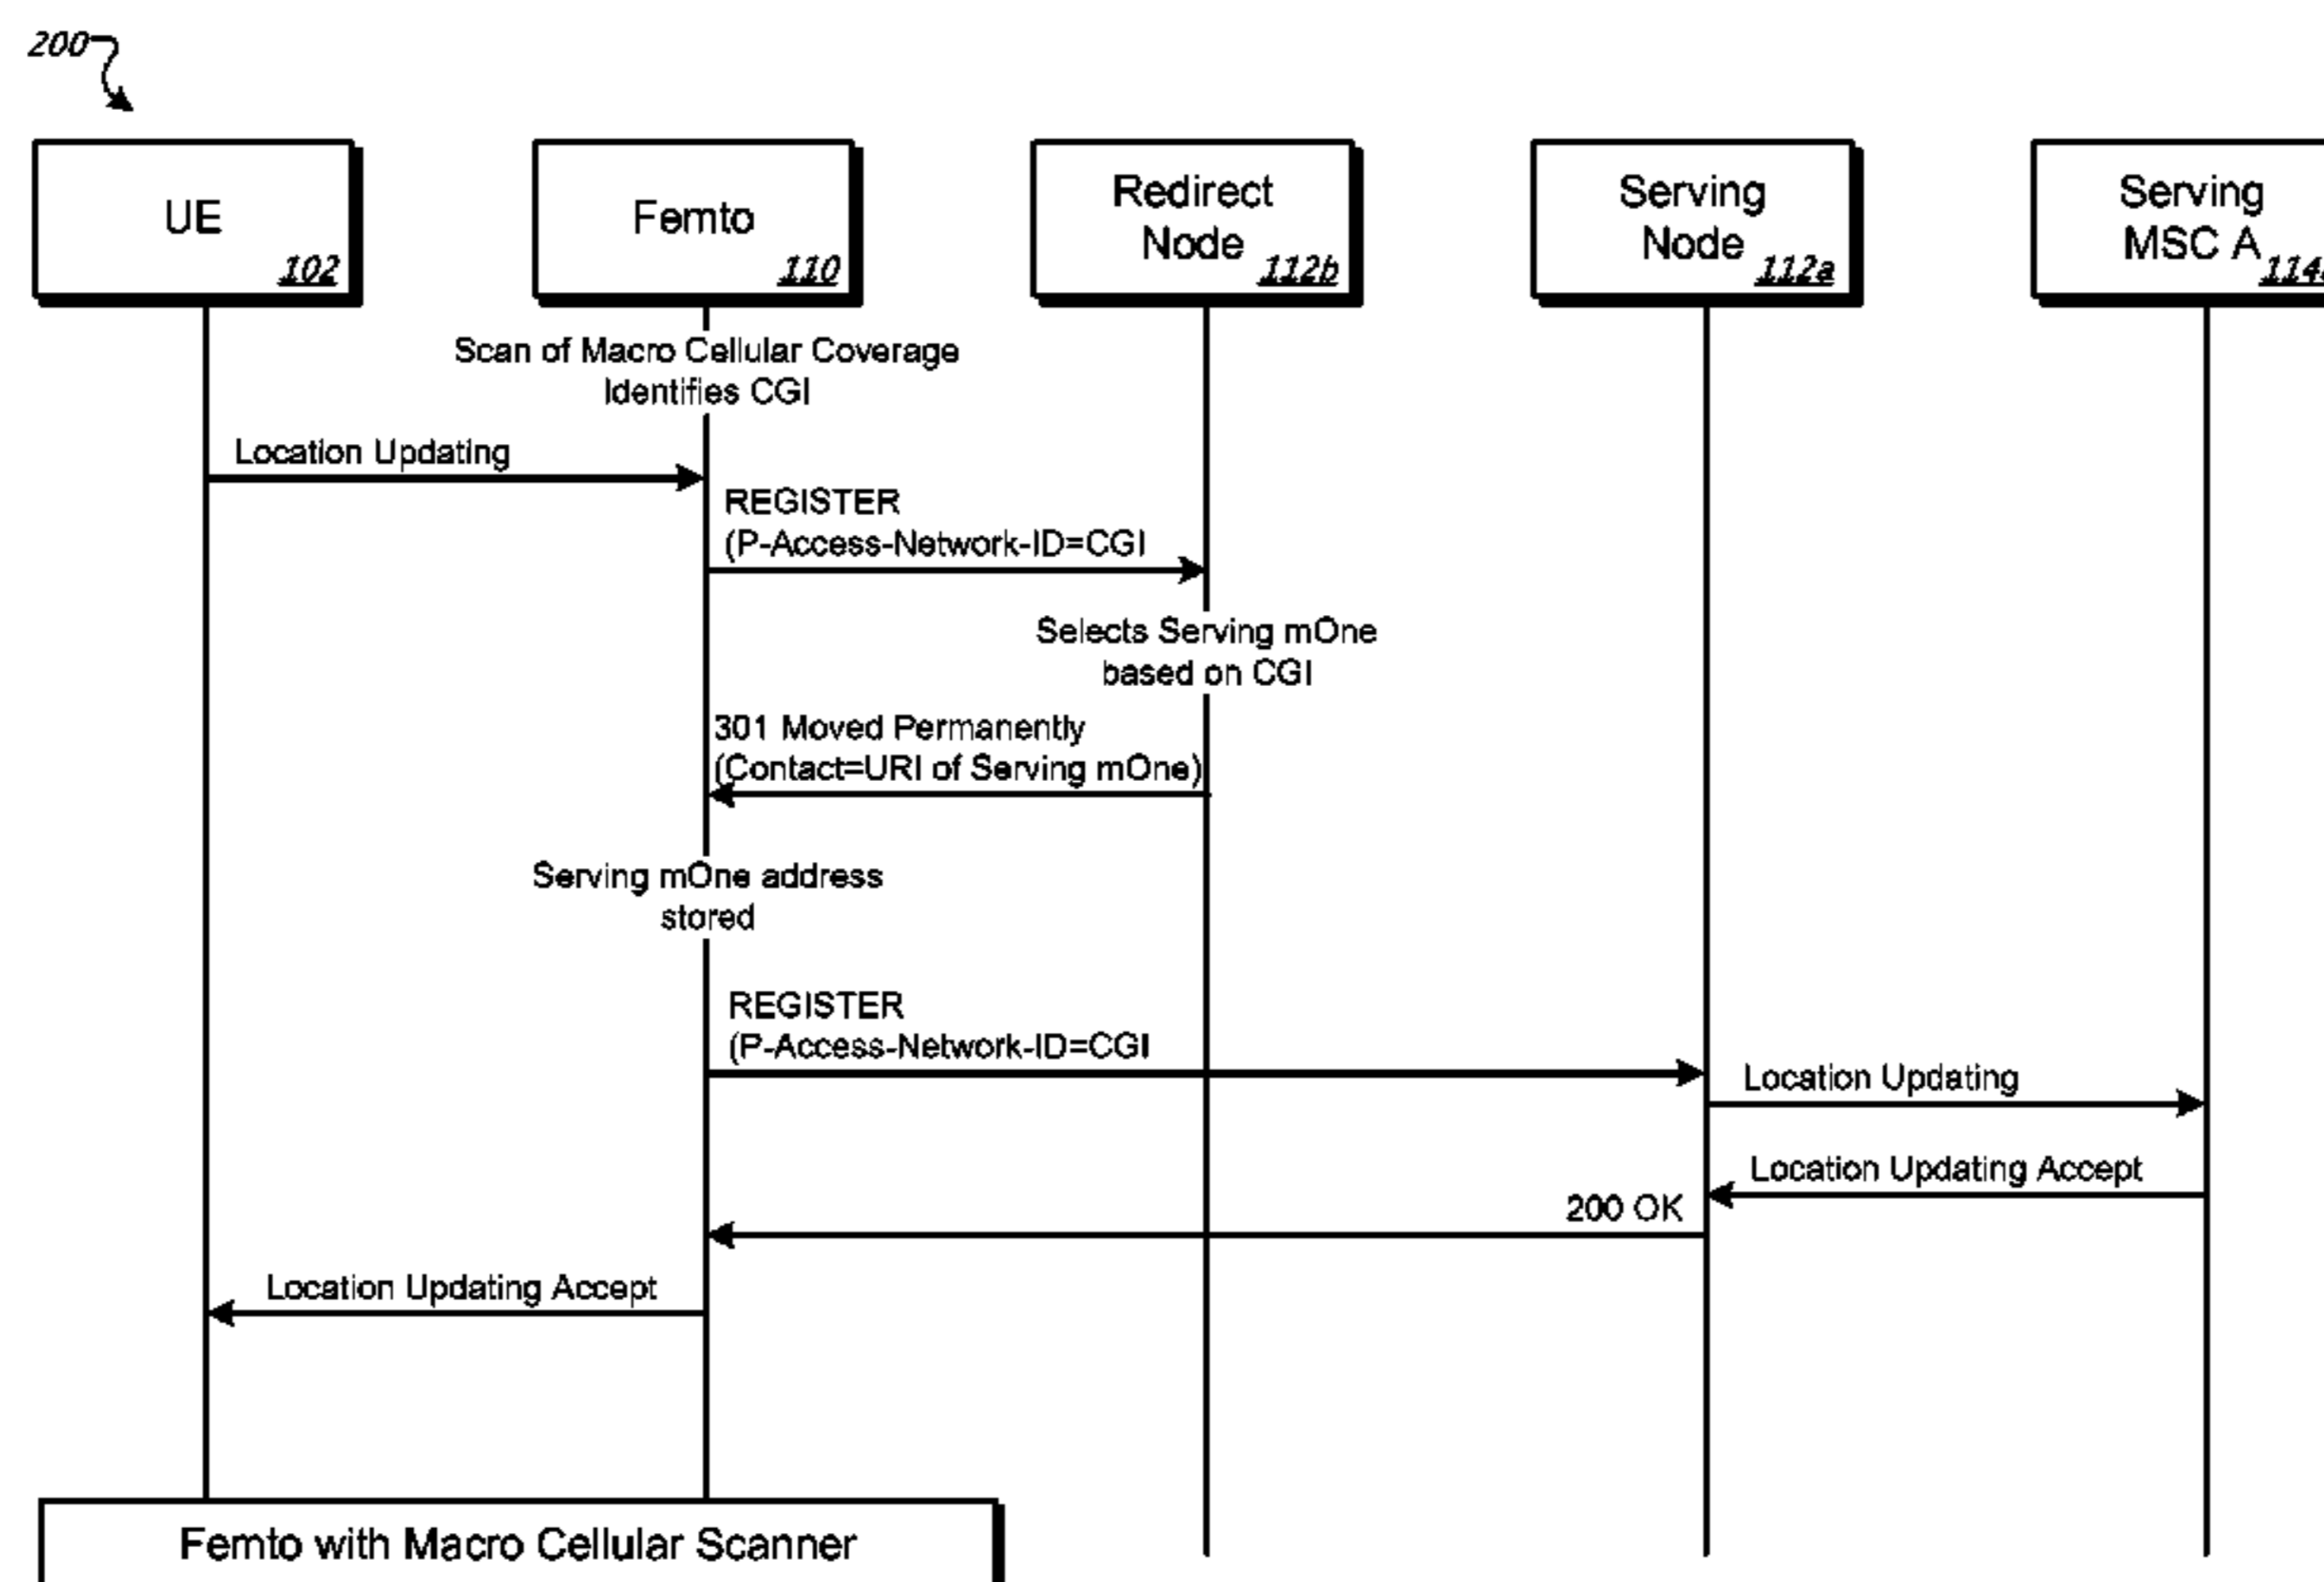 200
UE
102
Femto
110
Redirect
Node
112b
Serving
Node
112a
Serving
MSC A
Scan of Macro Cellular Coverage
Identifies CGI
Location Updating
REGISTER
(P-Access-Network-ID=CGI
Selects Serving mOne
based on CGI
301 Moved Permanently
(Contact=URI of Serving mOne)
Serving mOne address
stored
REGISTER
(P-Access-Network-ID=CGI
Location Updating
Location Updating Accept
200 OK
Location Updating Accept
Femto with Macro Cellular Scanner